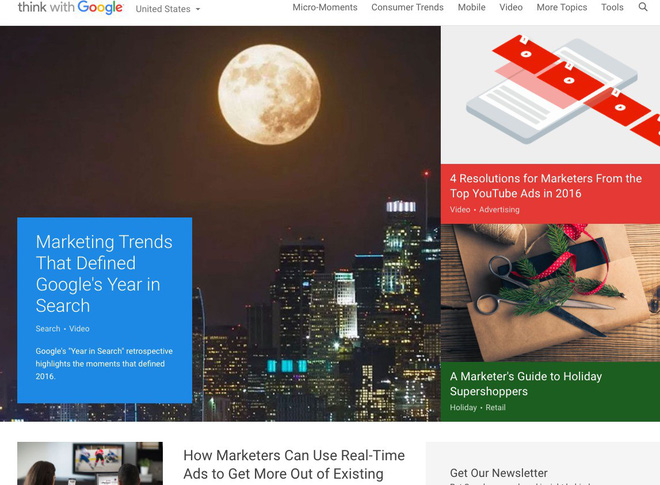 think with Google
United States
Micro-Moments
Consumer Trends
Mobile
Video
More Topics
Tools
Marketing Trends
That Defined
Google's Year in
Search
Search • Video
Google's "Year in Search" retrospective
highlights the moments that defined
2016.
4 Resolutions for Marketers From the
Top YouTube Ads in 2016
Video • Advertising
A Marketer's Guide to Holiday
Supershoppers
Holiday • Retail
How Marketers Can Use Real-Time
Ads to Get More Out of Existing
Get Our Newsletter